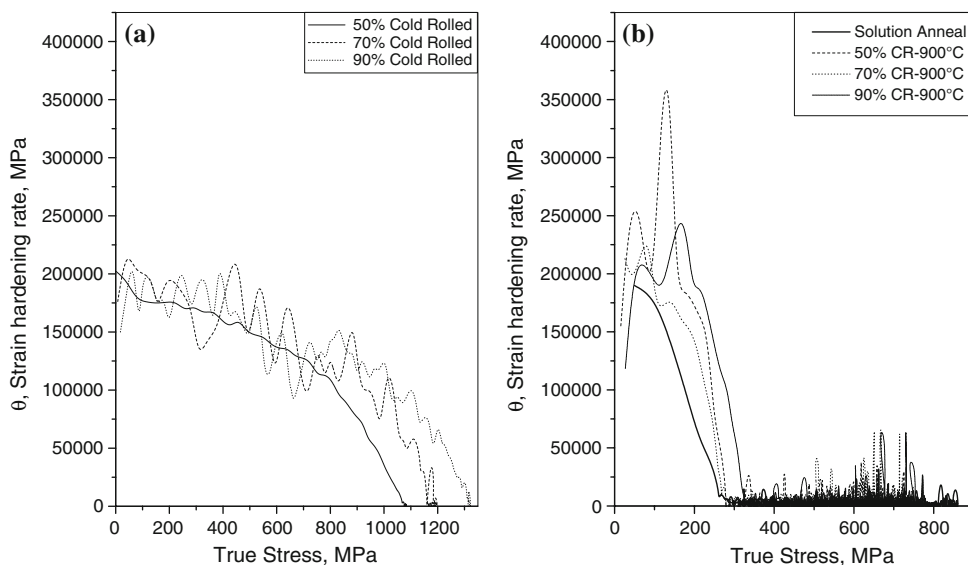 (a)
50% Cold Rolled
70% Cold Rolled
90% Cold Rolled
400000
350000
300000
250000
200000
150000
100000
50000
0
θ, Strain hardening rate, MPa
0 200 400 600 800 1000 1200
True Stress, MPa
(b)
Solution Anneal
50% CR-900°C
70% CR-900°C
90% CR-900°C
400000
350000
300000
250000
200000
150000
100000
50000
0
θ, Strain hardening rate, MPa
0 200 400 600 800
True Stress, MPa